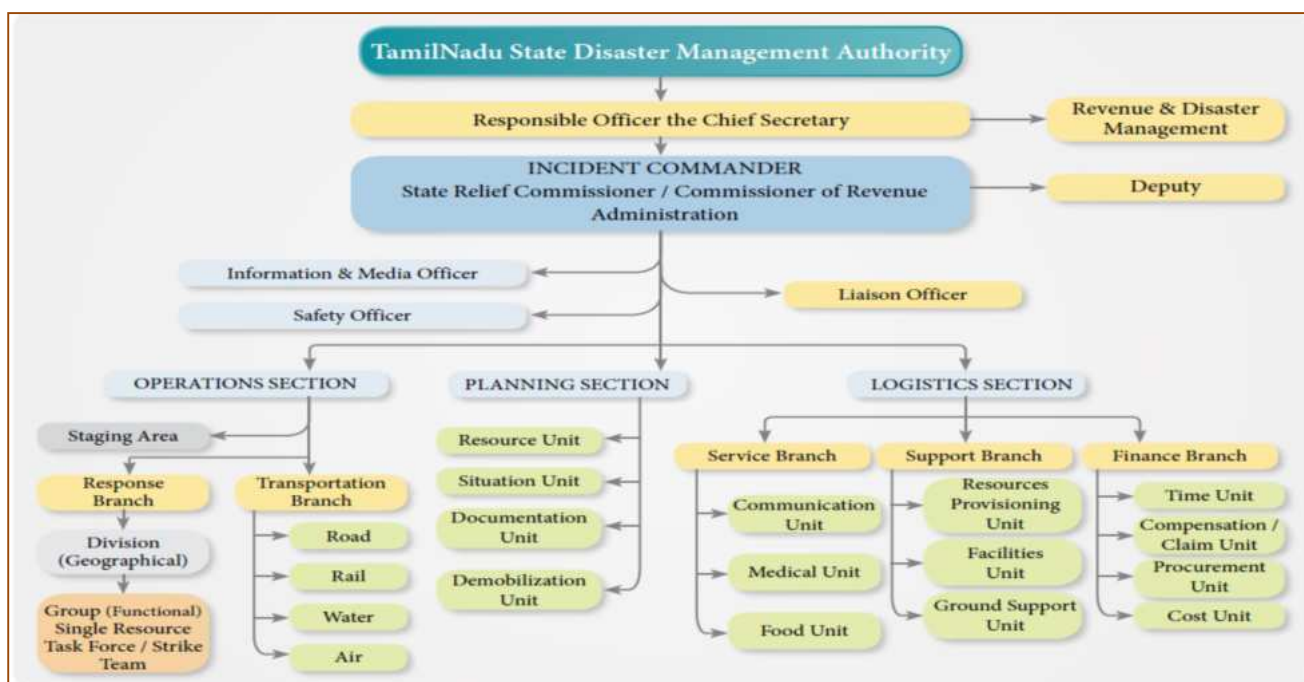 TamilNadu State Disaster Management Authority
Responsible Officer the Chief Secretary
Revenue & Disaster
Management
INCIDENT COMMANDER
State Relief Commissioner / Commissioner of Revenue
Administration
Deputy
Information & Media Officer
Liaison Officer
Safety Officer
OPERATIONS SECTION
PLANNING SECTION
LOGISTICS SECTION
Staging Area
Response
Branch
Transportation
Branch
Division
(Geographical)
Group (Functional)
Single Resource
Task Force / Strike
Team
Road
Rail
Water
Air
Resource Unit
Situation Unit
Documentation
Unit
Demobilization
Unit
Service Branch
Support Branch
Finance Branch
Communication
Unit
Medical Unit
Food Unit
Resources
Provisioning
Unit
Facilities
Unit
Ground Support
Unit
Time Unit
Compensation /
Claim Unit
Procurement
Unit
Cost Unit